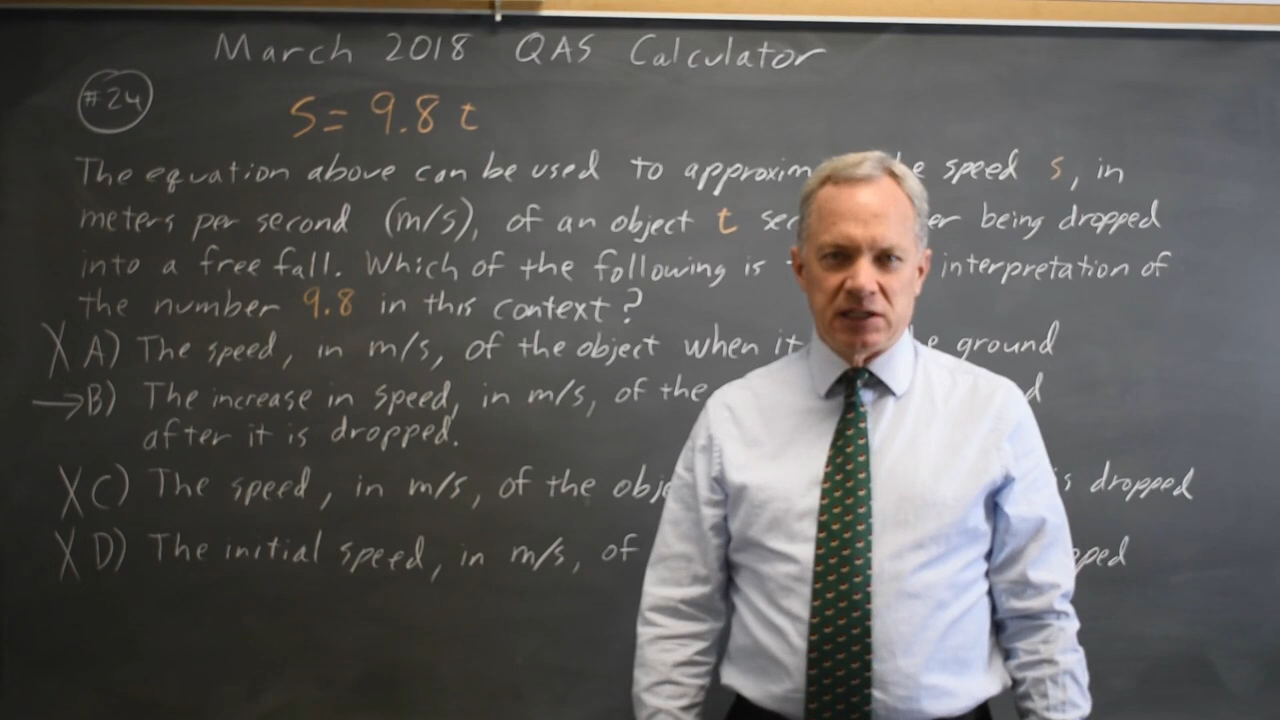 March 2018 QAS Calculator
#24
S = 9.8 t
The equation above can be used to approxim e speed s, in
meters per second (m/s), of an object t sec er being dropped
into a free fall. Which of the following is interpretation of
the number 9.8 in this context?
X A) The speed, in m/s, of the object when it e ground
→B) The increase in speed, in m/s, of the d
after it is dropped.
X C) The speed, in m/s, of the obje s dropped
X D) The initial speed, in m/s, of pped